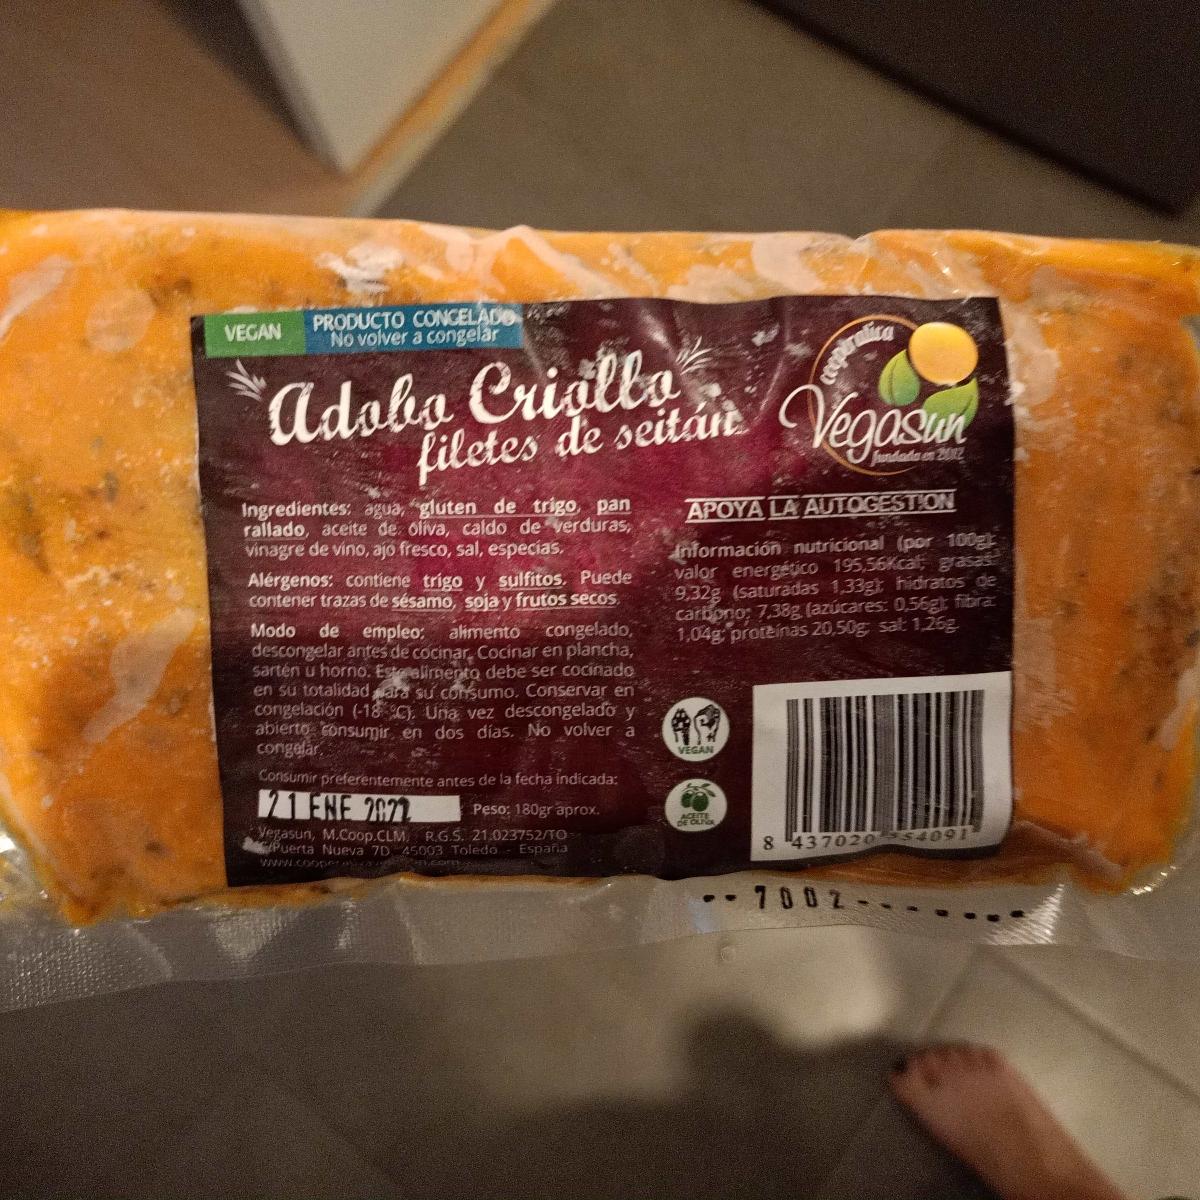 VEGAN
PRODUCTO CONGELADO
No volver a congelar
Adobo Criollo
filetes de seitán
cooperativa
Vegasun
fundada en 2012
Ingredientes: agua, gluten de trigo, pan
rallado, aceite de oliva, caldo de verduras,
vinagre de vino, ajo fresco, sal, especias.
Alérgenos: contiene trigo y sulfitos. Puede
contener trazas de sésamo, soja y frutos secos.
Modo de empleo: alimento congelado,
descongelar antes de cocinar. Cocinar en plancha,
sartén u horno. Este alimento debe ser cocinado
en su totalidad para su consumo. Conservar en
congelación (-18 ºC). Una vez descongelado y
abierto consumir en dos días. No volver a
congelar.
Consumir preferentemente antes de la fecha indicada:
21 ENE 2022
Peso: 180gr aprox.
Vegasun, M.Coop.CLM. R.G.S. 21.023752/TO
C/Puerta Nueva 7D 45003 Toledo - España
APOYA LA AUTOGESTION
Información nutricional (por 100g):
valor energético 195,56Kcal; grasas:
9,32g (saturadas 1,33g); hidratos de
carbono: 7,38g (azúcares: 0,56g); fibra:
1,04g; proteínas 20,50g; sal: 1,26g.
VEGAN
ACEITE
DE OLIVA
8 437020 554091
--7002-------